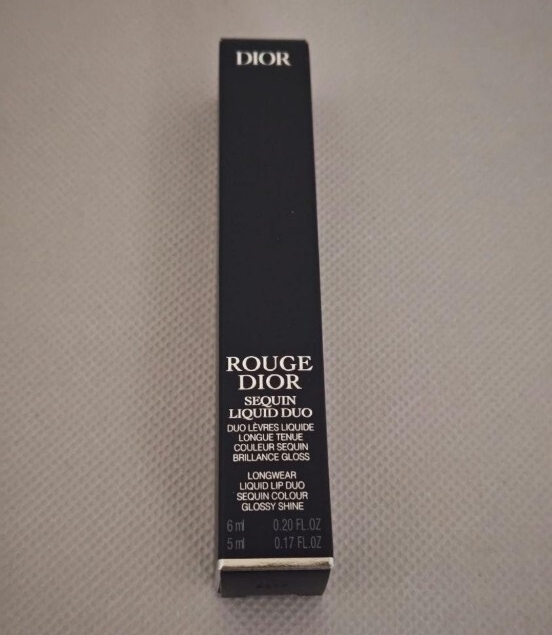 DIOR
ROUGE
DIOR
SEQUIN
LIQUID DUO
DUO LÈVRES LIQUIDE
LONGUE TENUE
COULEUR SEQUIN
BRILLANCE GLOSS
LONGWEAR
LIQUID LIP DUO
SEQUIN COLOUR
GLOSSY SHINE
6 ml 0.20 FL.OZ
5 ml 0.17 FL.OZ